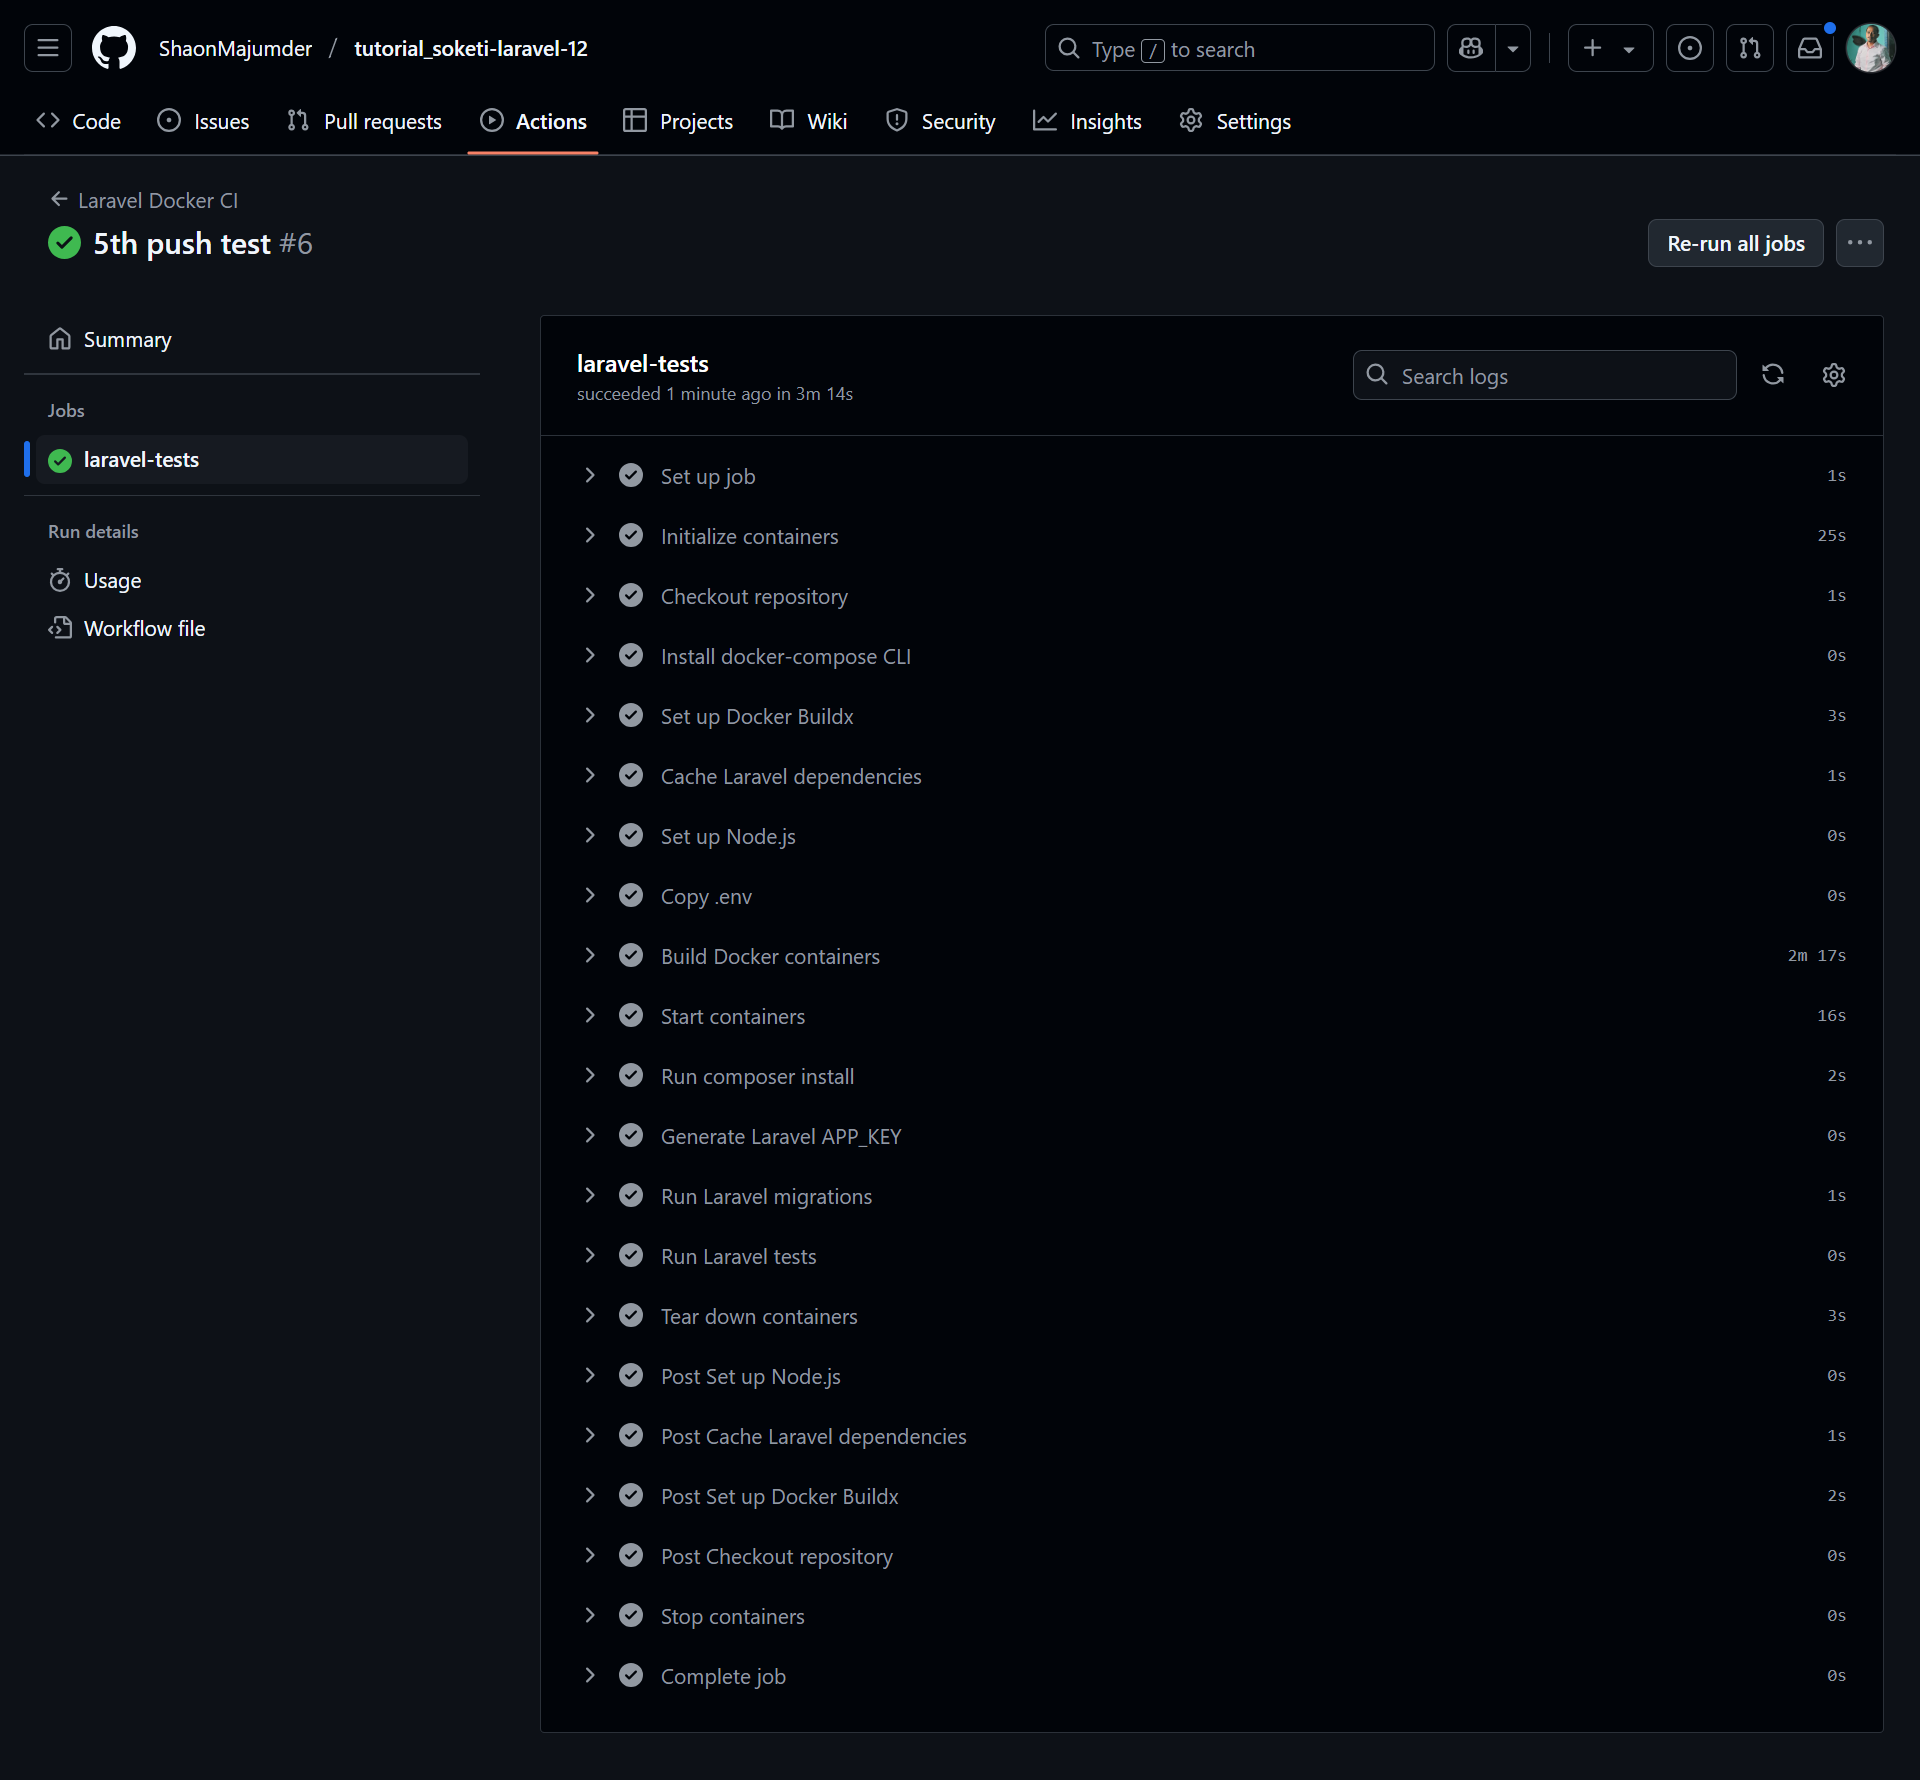 ShaonMajumder / tutorial_soketi-laravel-12
Type / to search
Code Issues Pull requests Actions Projects Wiki Security Insights Settings
Laravel Docker CI
5th push test #6
Re-run all jobs
Summary
Jobs
laravel-tests
Run details
Usage
Workflow file
laravel-tests
succeeded 1 minute ago in 3m 14s
Search logs
Set up job 1s
Initialize containers 25s
Checkout repository 1s
Install docker-compose CLI 0s
Set up Docker Buildx 3s
Cache Laravel dependencies 1s
Set up Node.js 0s
Copy .env 0s
Build Docker containers 2m 17s
Start containers 16s
Run composer install 2s
Generate Laravel APP_KEY 0s
Run Laravel migrations 1s
Run Laravel tests 0s
Tear down containers 3s
Post Set up Node.js 0s
Post Cache Laravel dependencies 1s
Post Set up Docker Buildx 2s
Post Checkout repository 0s
Stop containers 0s
Complete job 0s